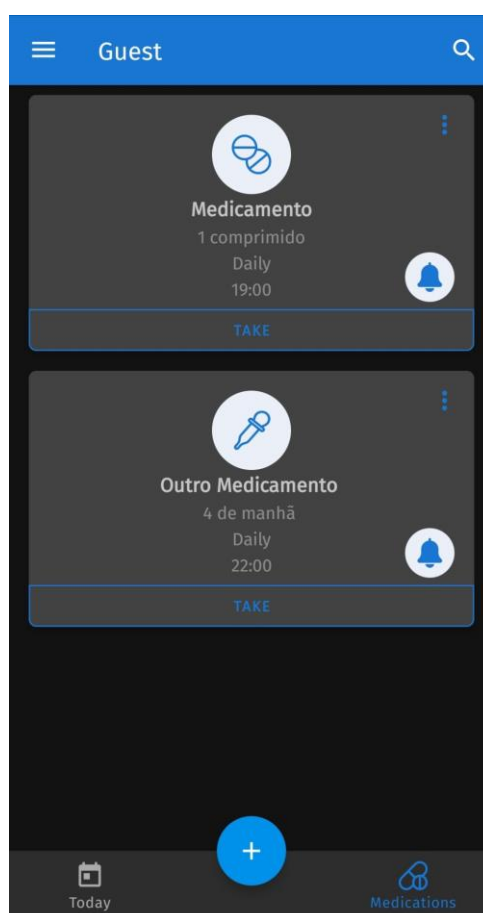 Guest
Medicamento
1 comprimido
Daily
19:00
TAKE
Outro Medicamento
4 de manhã
Daily
22:00
TAKE
+
Today
Medications